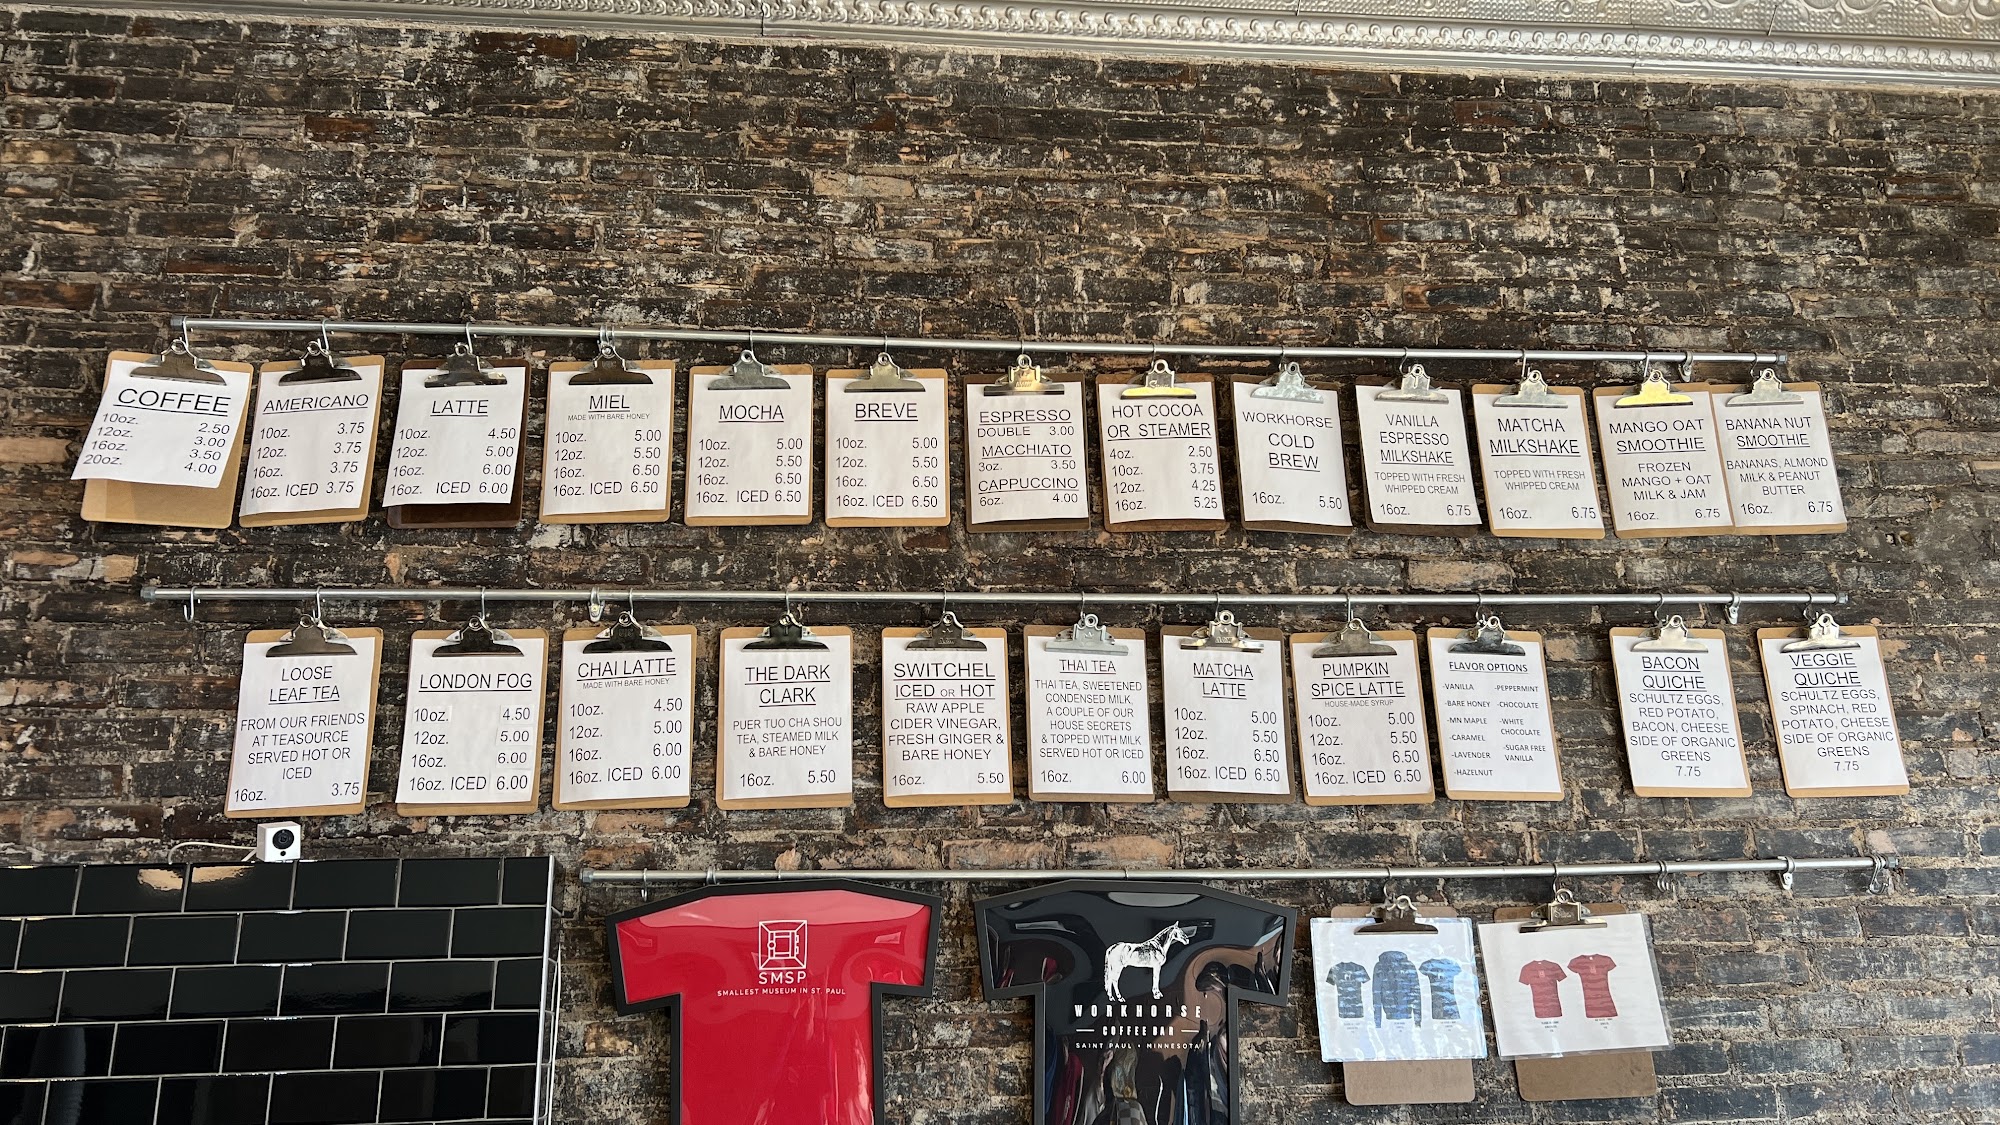 COFFEE
10oz. 2.50
12oz. 3.00
16oz. 3.50
20oz. 4.00
AMERICANO
10oz. 3.75
12oz. 3.75
16oz. 3.75
16oz. ICED 3.75
LATTE
10oz. 4.50
12oz. 5.00
16oz. 6.00
16oz. ICED 6.00
MIEL
MADE WITH BARE HONEY
10oz. 5.00
12oz. 5.50
16oz. 6.50
16oz. ICED 6.50
MOCHA
10oz. 5.00
12oz. 5.50
16oz. 6.50
16oz. ICED 6.50
BREVE
10oz. 5.00
12oz. 5.50
16oz. 6.50
16oz. ICED 6.50
ESPRESSO
DOUBLE 3.00
MACCHIATO
3oz. 3.50
CAPPUCCINO
6oz. 4.00
HOT COCOA
OR STEAMER
4oz. 2.50
10oz. 3.75
12oz. 4.25
16oz. 5.25
WORKHORSE
COLD
BREW
16oz. 5.50
VANILLA
ESPRESSO
MILKSHAKE
TOPPED WITH FRESH
WHIPPED CREAM
16oz. 6.75
MATCHA
MILKSHAKE
TOPPED WITH FRESH
WHIPPED CREAM
16oz. 6.75
MANGO OAT
SMOOTHIE
FROZEN
MANGO + OAT
MILK & JAM
16oz. 6.75
BANANA NUT
SMOOTHIE
BANANAS, ALMOND
MILK & PEANUT
BUTTER
16oz. 6.75
LOOSE
LEAF TEA
FROM OUR FRIENDS
AT TEASOURCE
SERVED HOT OR
ICED
16oz. 3.75
LONDON FOG
10oz. 4.50
12oz. 5.00
16oz. 6.00
16oz. ICED 6.00
CHAI LATTE
MADE WITH BARE HONEY
10oz. 4.50
12oz. 5.00
16oz. 6.00
16oz. ICED 6.00
THE DARK
CLARK
PUER TUO CHA SHOU
TEA, STEAMED MILK
& BARE HONEY
16oz. 5.50
SWITCHEL
ICED OR HOT
RAW APPLE
CIDER VINEGAR,
FRESH GINGER &
BARE HONEY
16oz. 5.50
THAI TEA
THAI TEA, SWEETENED
CONDENSED MILK,
A COUPLE OF OUR
HOUSE SECRETS
& TOPPED WITH MILK
SERVED HOT OR ICED
16oz. 6.00
MATCHA
LATTE
10oz. 5.00
12oz. 5.50
16oz. 6.50
16oz. ICED 6.50
PUMPKIN
SPICE LATTE
HOUSE-MADE SYRUP
10oz. 5.00
12oz. 5.50
16oz. 6.50
16oz. ICED 6.50
FLAVOR OPTIONS
-VANILLA
-BARE HONEY
-MN MAPLE
-CARAMEL
-LAVENDER
-HAZELNUT
-PEPPERMINT
-CHOCOLATE
-WHITE
CHOCOLATE
-SUGAR FREE
VANILLA
BACON
QUICHE
SCHULTZ EGGS,
RED POTATO,
BACON, CHEESE
SIDE OF ORGANIC
GREENS
7.75
VEGGIE
QUICHE
SCHULTZ EGGS,
SPINACH, RED
POTATO, CHEESE
SIDE OF ORGANIC
GREENS
7.75
SMSP
SMALLEST MUSEUM IN ST. PAUL
WORKHORSE
COFFEE BAR
SAINT PAUL • MINNESOTA